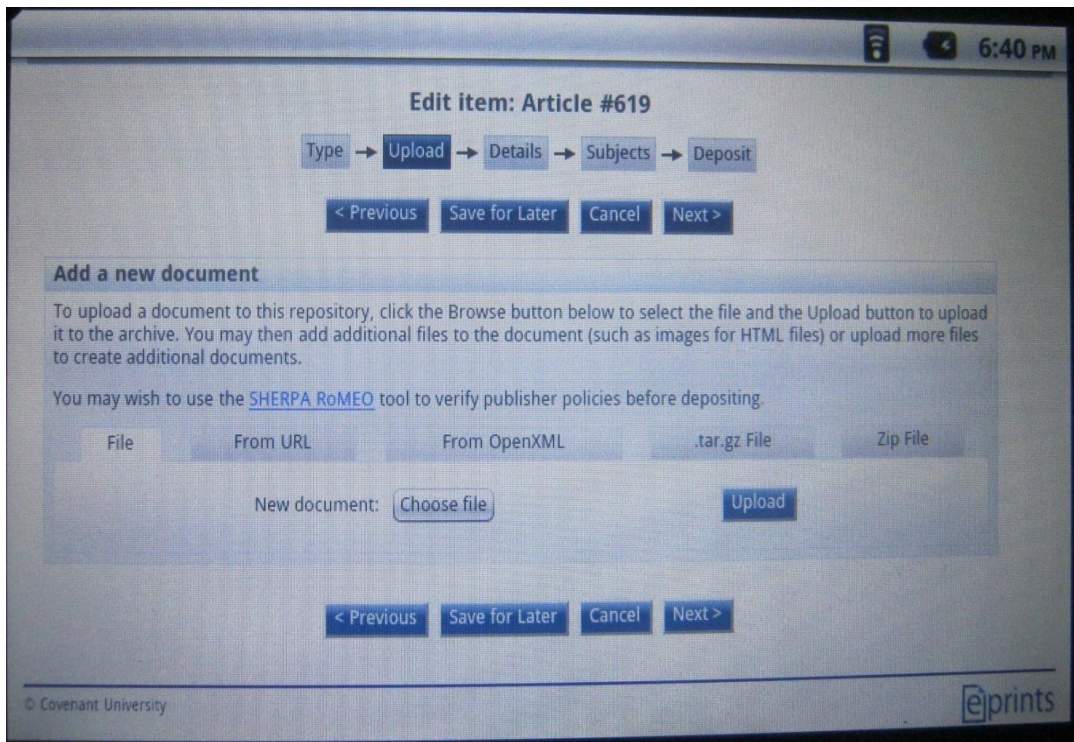 6:40 PM
Edit item: Article #619
Type → Upload → Details → Subjects → Deposit
< Previous Save for Later Cancel Next >
Add a new document
To upload a document to this repository, click the Browse button below to select the file and the Upload button to upload
it to the archive. You may then add additional files to the document (such as images for HTML files) or upload more files
to create additional documents.
You may wish to use the SHERPA RoMEO tool to verify publisher policies before depositing.
File From URL From OpenXML .tar.gz File Zip File
New document: Choose file Upload
< Previous Save for Later Cancel Next >
© Covenant University eprints